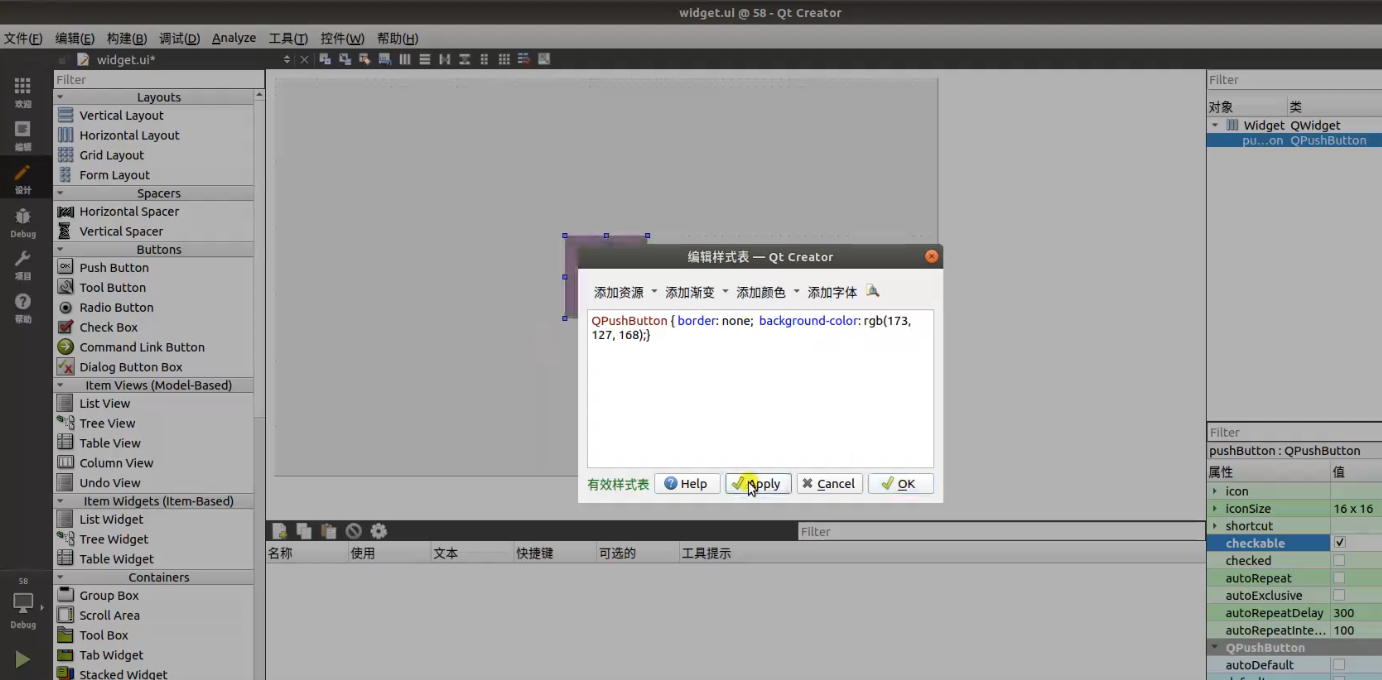 widget.ui @ 58 - Qt Creator
文件(F) 编辑(E) 构建(B) 调试(D) Analyze 工具(T) 控件(W) 帮助(H)
widget.ui*
欢迎
编辑
设计
Debug
项目
帮助
58
Debug
Filter
Layouts
Vertical Layout
Horizontal Layout
Grid Layout
Form Layout
Spacers
Horizontal Spacer
Vertical Spacer
Buttons
Push Button
Tool Button
Radio Button
Check Box
Command Link Button
Dialog Button Box
Item Views (Model-Based)
List View
Tree View
Table View
Column View
Undo View
Item Widgets (Item-Based)
List Widget
Tree Widget
Table Widget
Containers
Group Box
Scroll Area
Tool Box
Tab Widget
Stacked Widget
编辑样式表 — Qt Creator
添加资源 添加渐变 添加颜色 添加字体
QPushButton { border: none; background-color: rgb(173,
127, 168);}
有效样式表 Help Apply Cancel OK
Filter
名称 使用 文本 快捷键 可选的 工具提示
Filter
对象 类
Widget QWidget
pu...on QPushButton
Filter
pushButton : QPushButton
属性 值
icon
iconSize 16 x 16
shortcut
checkable
checked
autoRepeat
autoExclusive
autoRepeatDelay 300
autoRepeatInte... 100
QPushButton
autoDefault